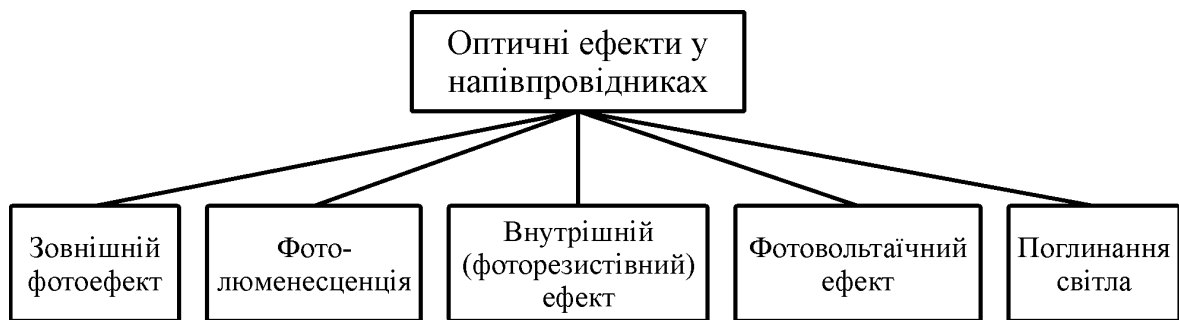 Оптичні ефекти у
напівпровідниках
Зовнішній
фотоефект
Фото-
люменесценція
Внутрішній
(фоторезистівний)
ефект
Фотовольтаїчний
ефект
Поглинання
світла